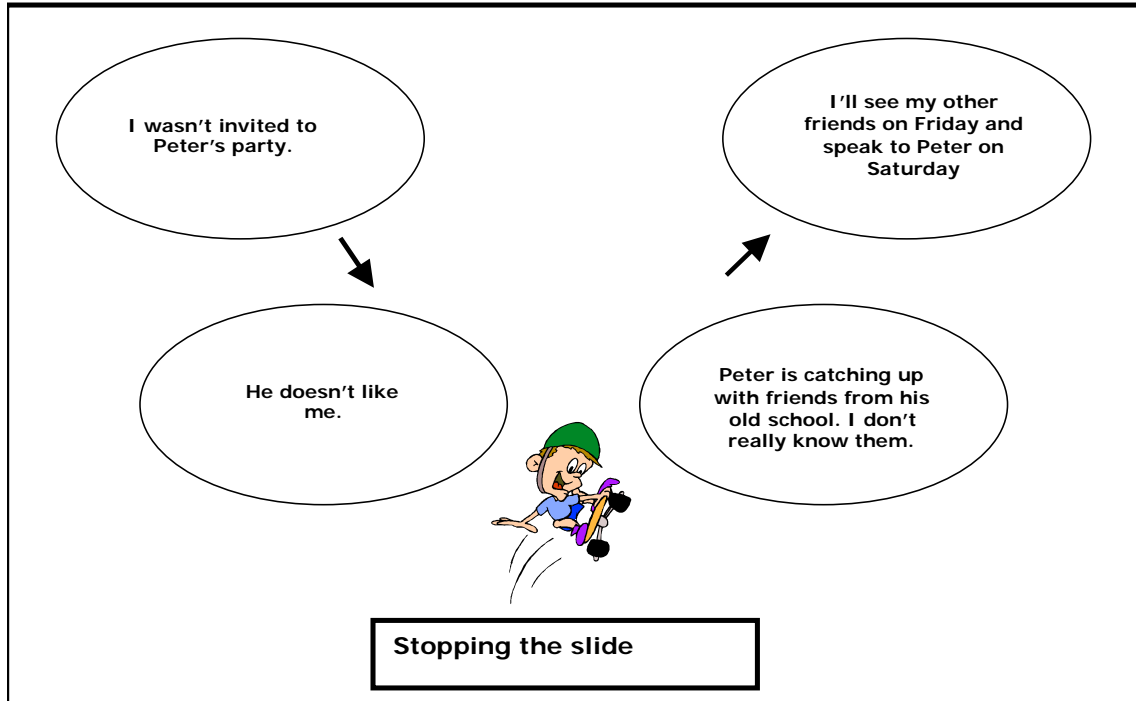 I wasn't invited to
Peter's party.
He doesn't like
me.
Peter is catching up
with friends from his
old school. I don't
really know them.
I'll see my other
friends on Friday and
speak to Peter on
Saturday
Stopping the slide